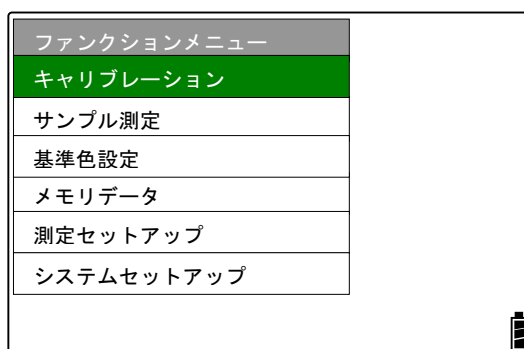 ファンクションメニュー
キャリブレーション
サンプル測定
基準色設定
メモリデータ
測定セットアップ
システムセットアップ